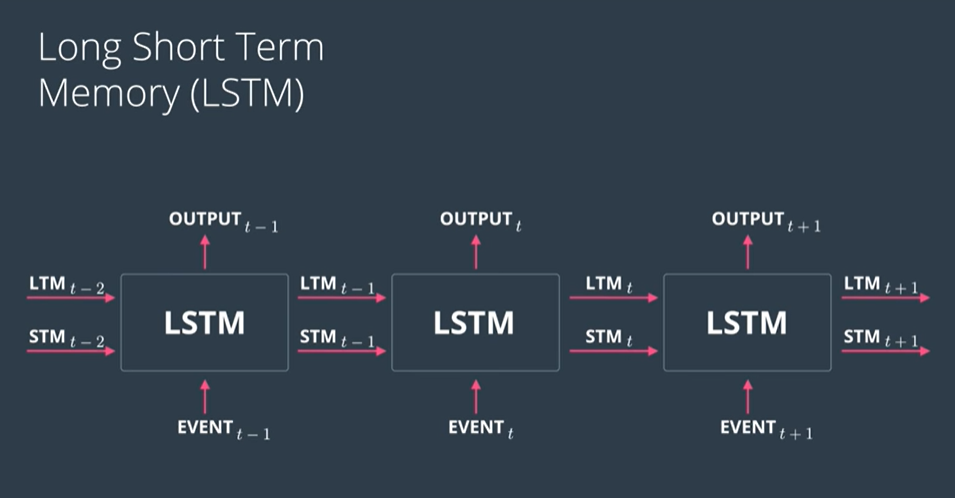 Long Short Term
Memory (LSTM)
OUTPUT t − 1
OUTPUT t
OUTPUT t + 1
LTM t − 2
LTM t − 1
LTM t
LTM t + 1
LSTM
LSTM
LSTM
STM t − 2
STM t − 1
STM t
STM t + 1
EVENT t − 1
EVENT t
EVENT t + 1